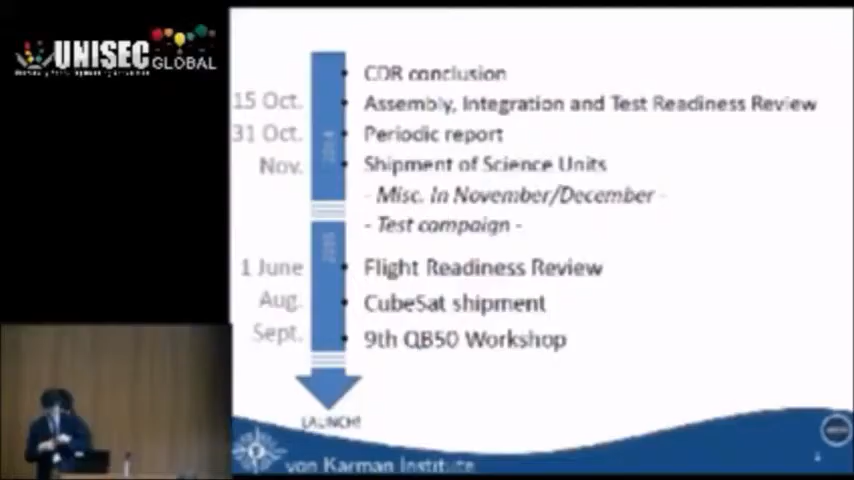 UNISEC GLOBAL
CDR conclusion
15 Oct. Assembly, Integration and Test Readiness Review
31 Oct. Periodic report
Nov. Shipment of Science Units
- Misc. In November/December -
- Test campaign -
1 June Flight Readiness Review
Aug. CubeSat shipment
Sept. 9th QB50 Workshop
LAUNCH!
von Karman Institute